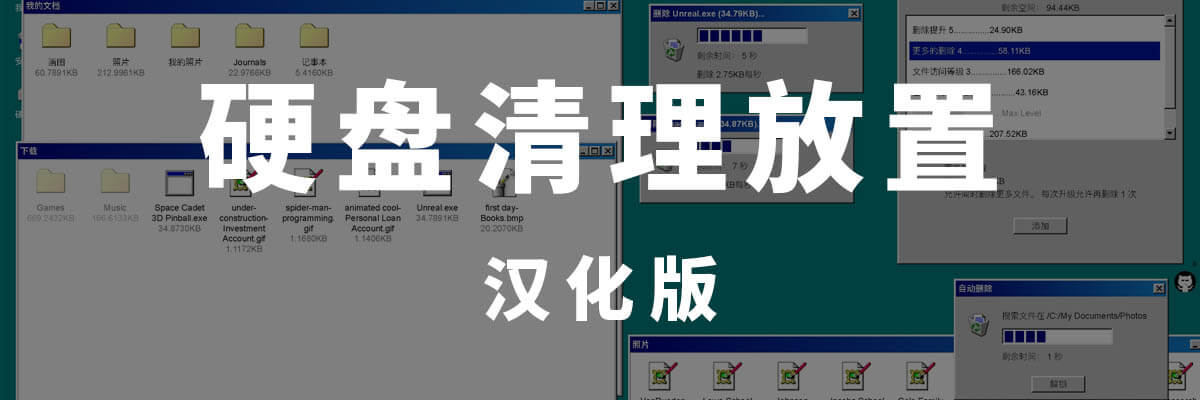 我的文档
画图
照片
我的照片
Journals
记事本
60.7891KB
212.9961KB
22.9766KB
5.4160KB
删除 Unreal.exe (34.79KB)...
剩余时间： 5 秒
删除 2.75KB每秒
剩余空间： 94.44KB
删除提升 5..............24.90KB
更多的删除 4..............58.11KB
文件访问等级 3..............166.02KB
43.16KB
Max Level
207.52KB
硬盘清理放置
34.87KB)...
7 秒
KB每秒
下载
Games
Music
Space Cadet 3D Pinball.exe
under-construction-Investment Account.gif
spider-man-programming.gif
animated cool-Personal Loan Account.gif
Unreal.exe
first day-Books.bmp
669.2432KB
166.6133KB
34.8730KB
1.1172KB
1.1680KB
1.1406KB
34.7891KB
20.2070KB
允许同时删除更多文件。 每次升级允许再删除 1 次
添加
汉化版
自动删除
搜索文件在 /C:/My Documents/Photos
剩余时间： 1 秒
解锁
照片